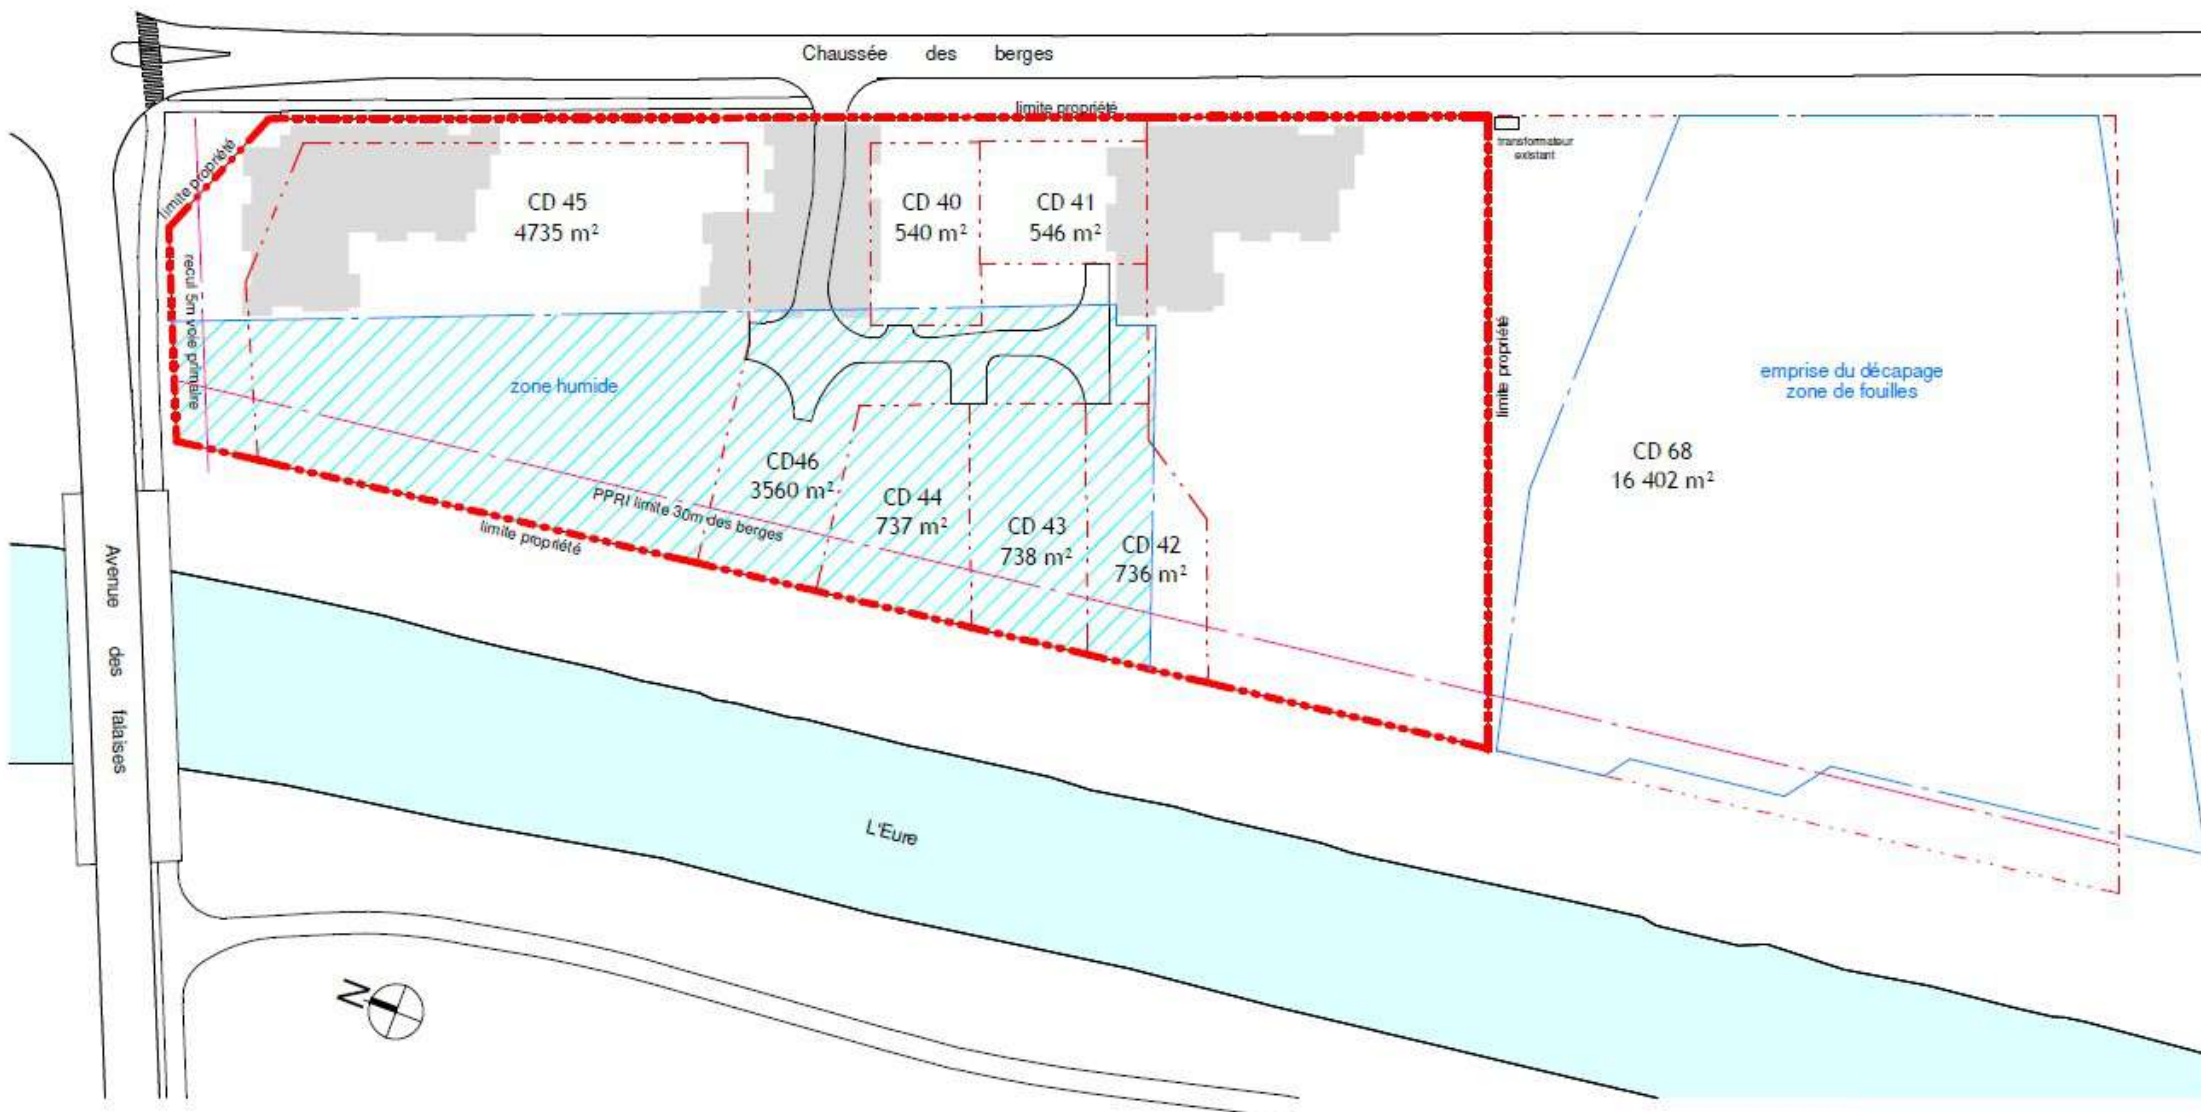 Chaussée des berges
limite propriété
limite propriété
transformateur
existant
CD 45
4735 m²
CD 40
540 m²
CD 41
546 m²
recul 5m voie primaire
limite propriété
zone humide
emprise du décapage
zone de fouilles
CD 68
16 402 m²
CD46
3560 m²
PPRI limite 30m des berges
limite propriété
CD 44
737 m²
CD 43
738 m²
CD 42
736 m²
Avenue des falaises
L'Eure
N